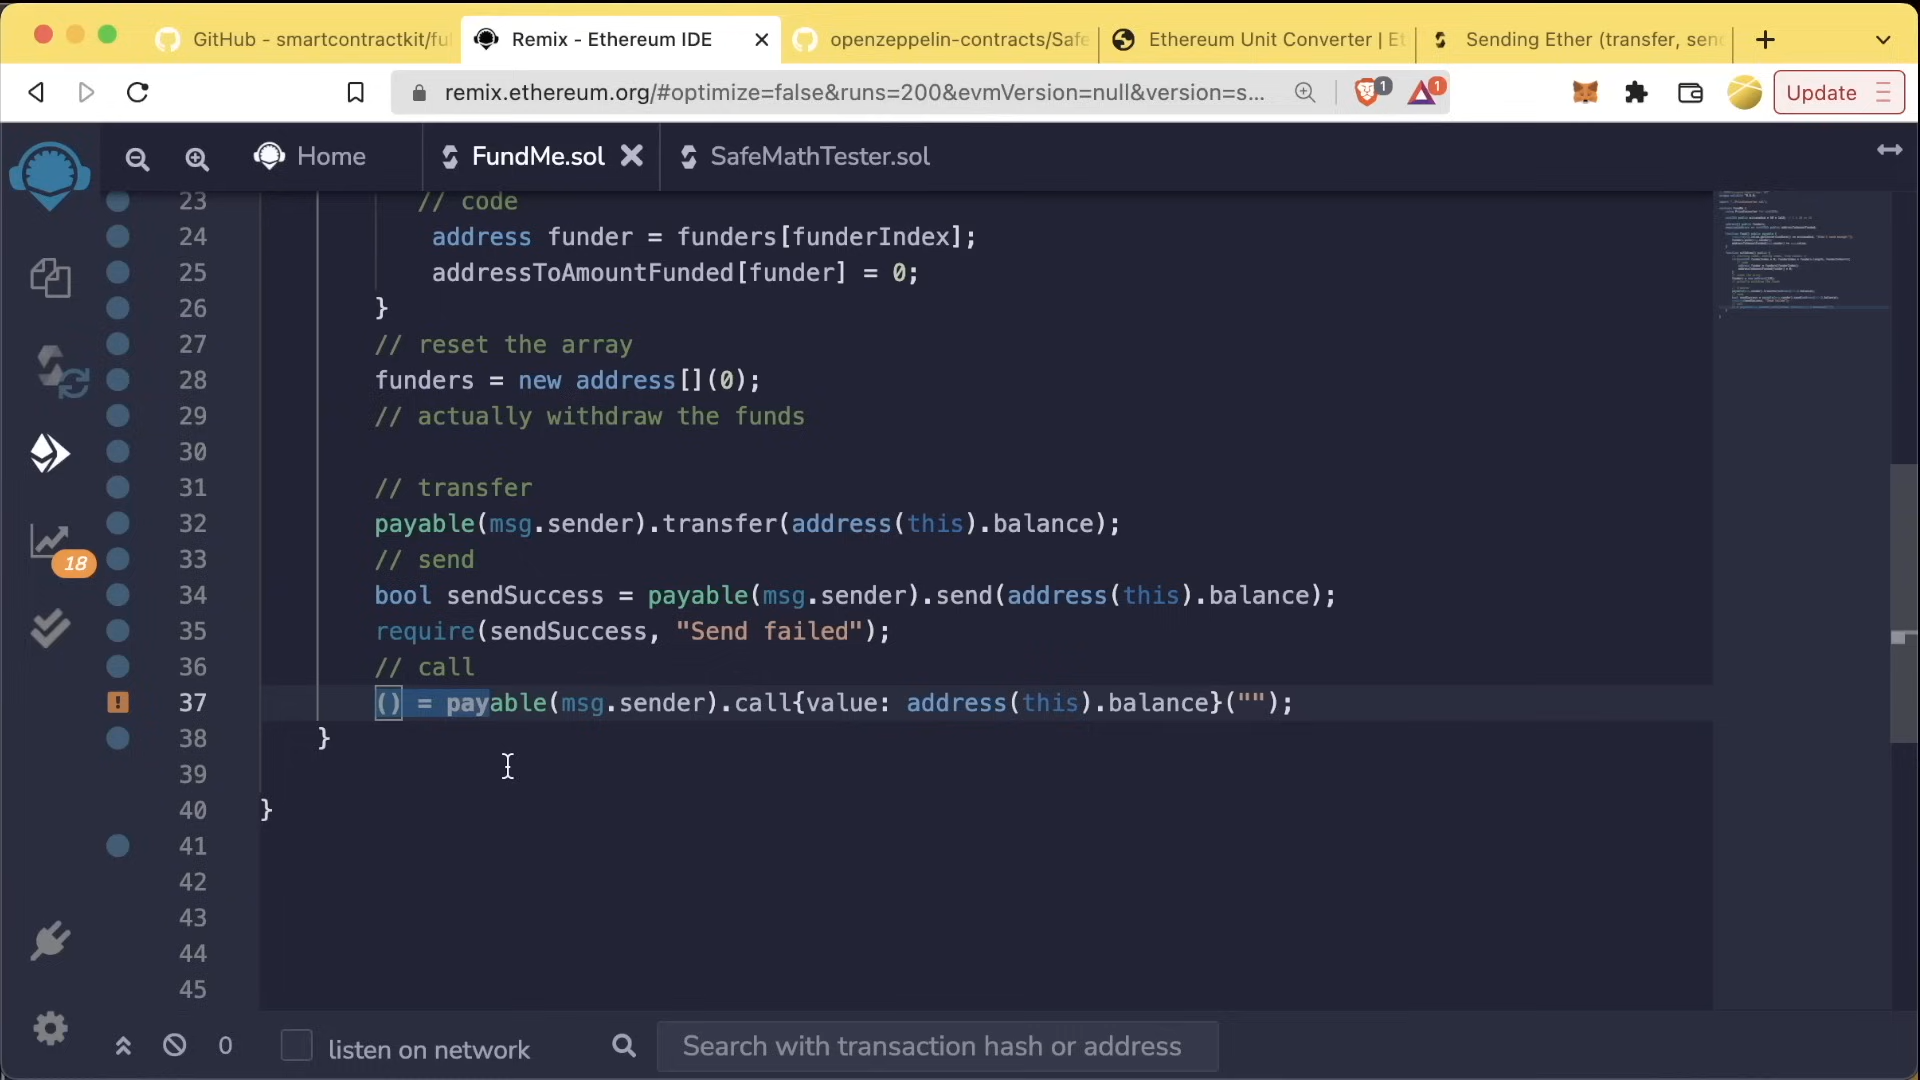 GitHub - smartcontractkit/ful
Remix - Ethereum IDE
openzeppelin-contracts/Safe
Ethereum Unit Converter | Et
Sending Ether (transfer, sen
remix.ethereum.org/#optimize=false&runs=200&evmVersion=null&version=s...
1
1
Update
Home
FundMe.sol
SafeMathTester.sol
23 // code
24 address funder = funders[funderIndex];
25 addressToAmountFunded[funder] = 0;
26 }
27 // reset the array
28 funders = new address[](0);
29 // actually withdraw the funds
30
31 // transfer
32 payable(msg.sender).transfer(address(this).balance);
33 // send
34 bool sendSuccess = payable(msg.sender).send(address(this).balance);
35 require(sendSuccess, "Send failed");
36 // call
37 () = payable(msg.sender).call{value: address(this).balance}("");
38 }
39
40 }
41
42
43
44
45
18
0
listen on network
Search with transaction hash or address